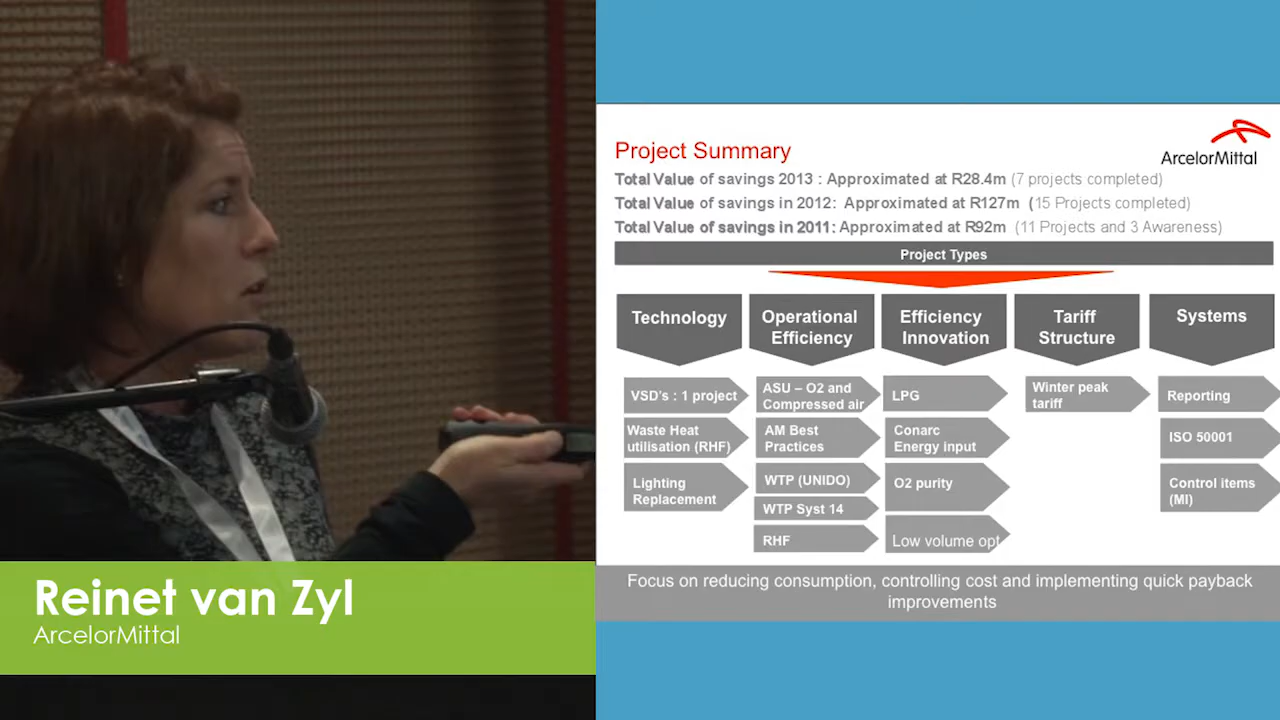 ArcelorMittal
Project Summary
Total Value of savings 2013 : Approximated at R28.4m (7 projects completed)
Total Value of savings in 2012: Approximated at R127m (15 Projects completed)
Total Value of savings in 2011: Approximated at R92m (11 Projects and 3 Awareness)
Project Types
Technology
VSD's : 1 project
Waste Heat
utilisation (RHF)
Lighting
Replacement
Operational
Efficiency
ASU – O2 and
Compressed air
AM Best
Practices
WTP (UNIDO)
WTP Syst 14
RHF
Efficiency
Innovation
LPG
Conarc
Energy input
O2 purity
Low volume opt
Tariff
Structure
Winter peak
tariff
Systems
Reporting
ISO 50001
Control items
(MI)
Focus on reducing consumption, controlling cost and implementing quick payback
improvements
Reinet van Zyl
ArcelorMittal